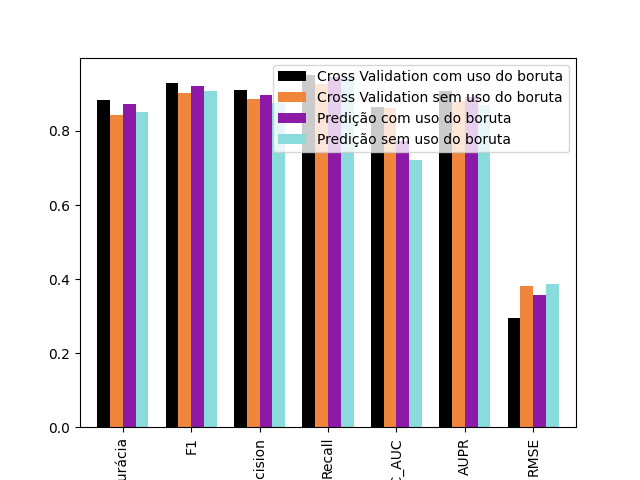 Cross Validation com uso do boruta
Cross Validation sem uso do boruta
Predição com uso do boruta
Predição sem uso do boruta
0.8
0.6
0.4
0.2
0.0
urácia
F1
cision
Recall
C_AUC
AUPR
RMSE